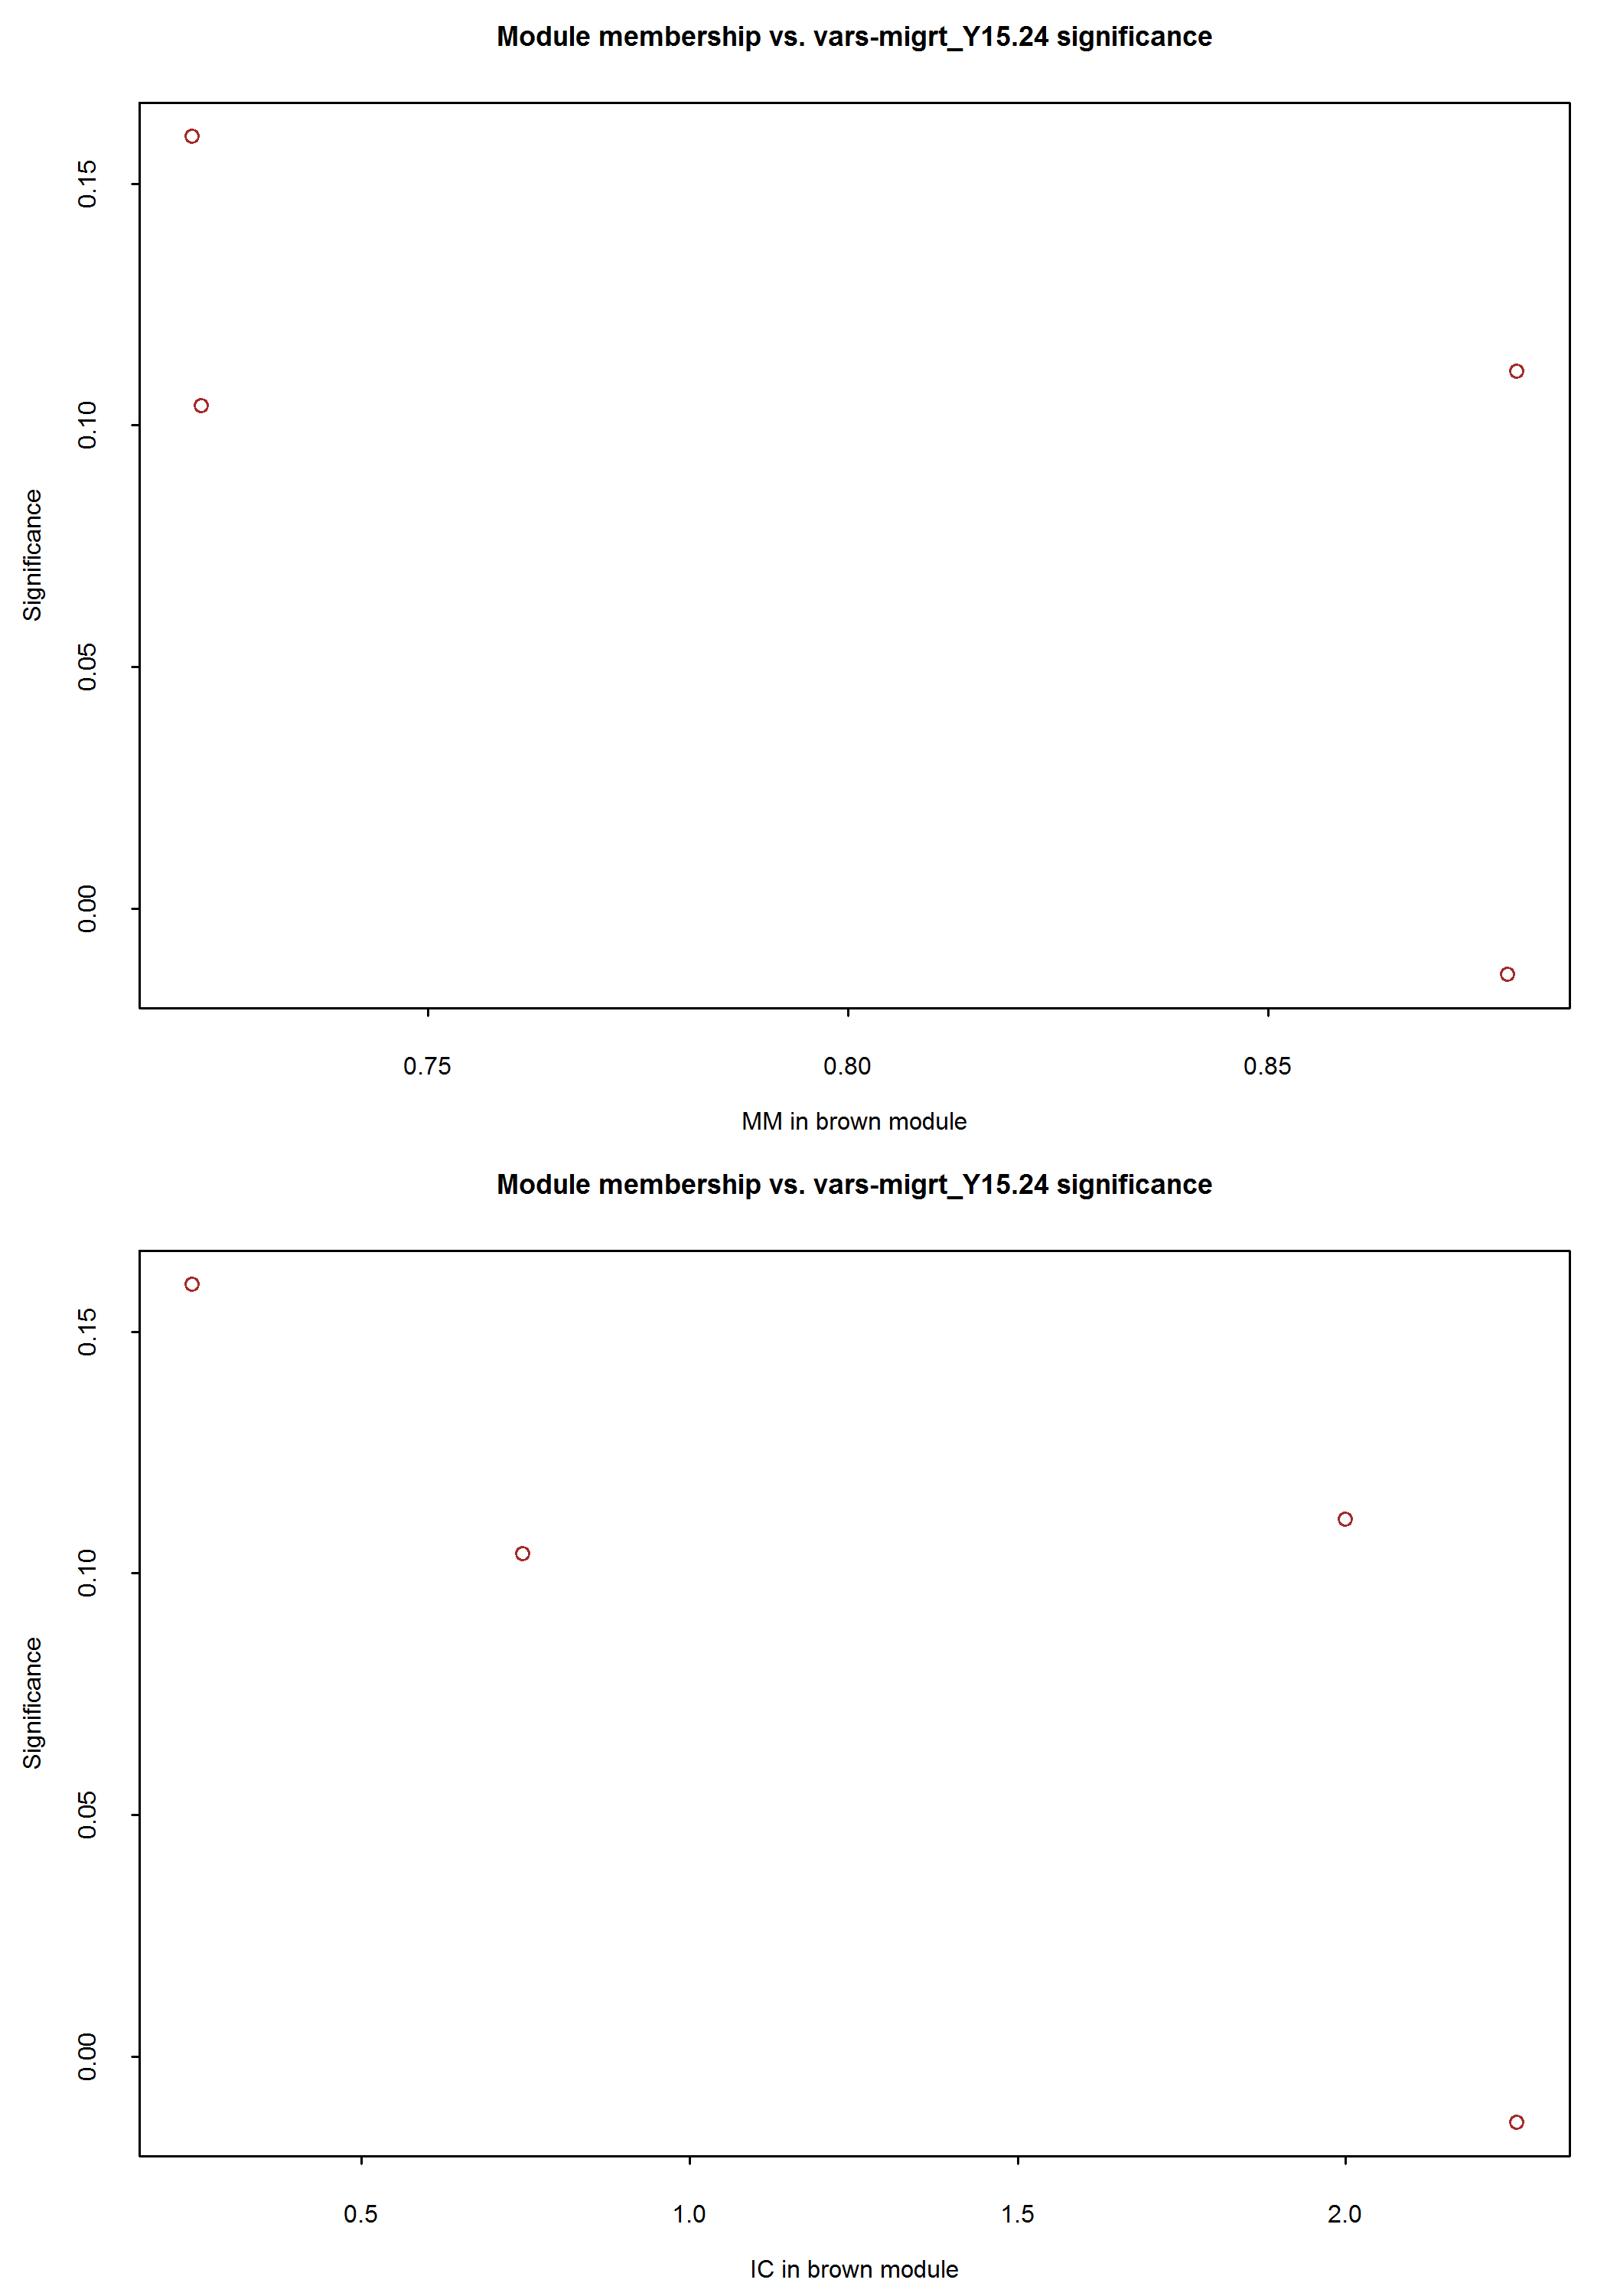 Module membership vs. vars-migrt_Y15.24 significance
0.15
0.10
0.05
0.00
Significance
0.75 0.80 0.85
MM in brown module
Module membership vs. vars-migrt_Y15.24 significance
0.15
0.10
0.05
0.00
Significance
0.5 1.0 1.5 2.0
IC in brown module